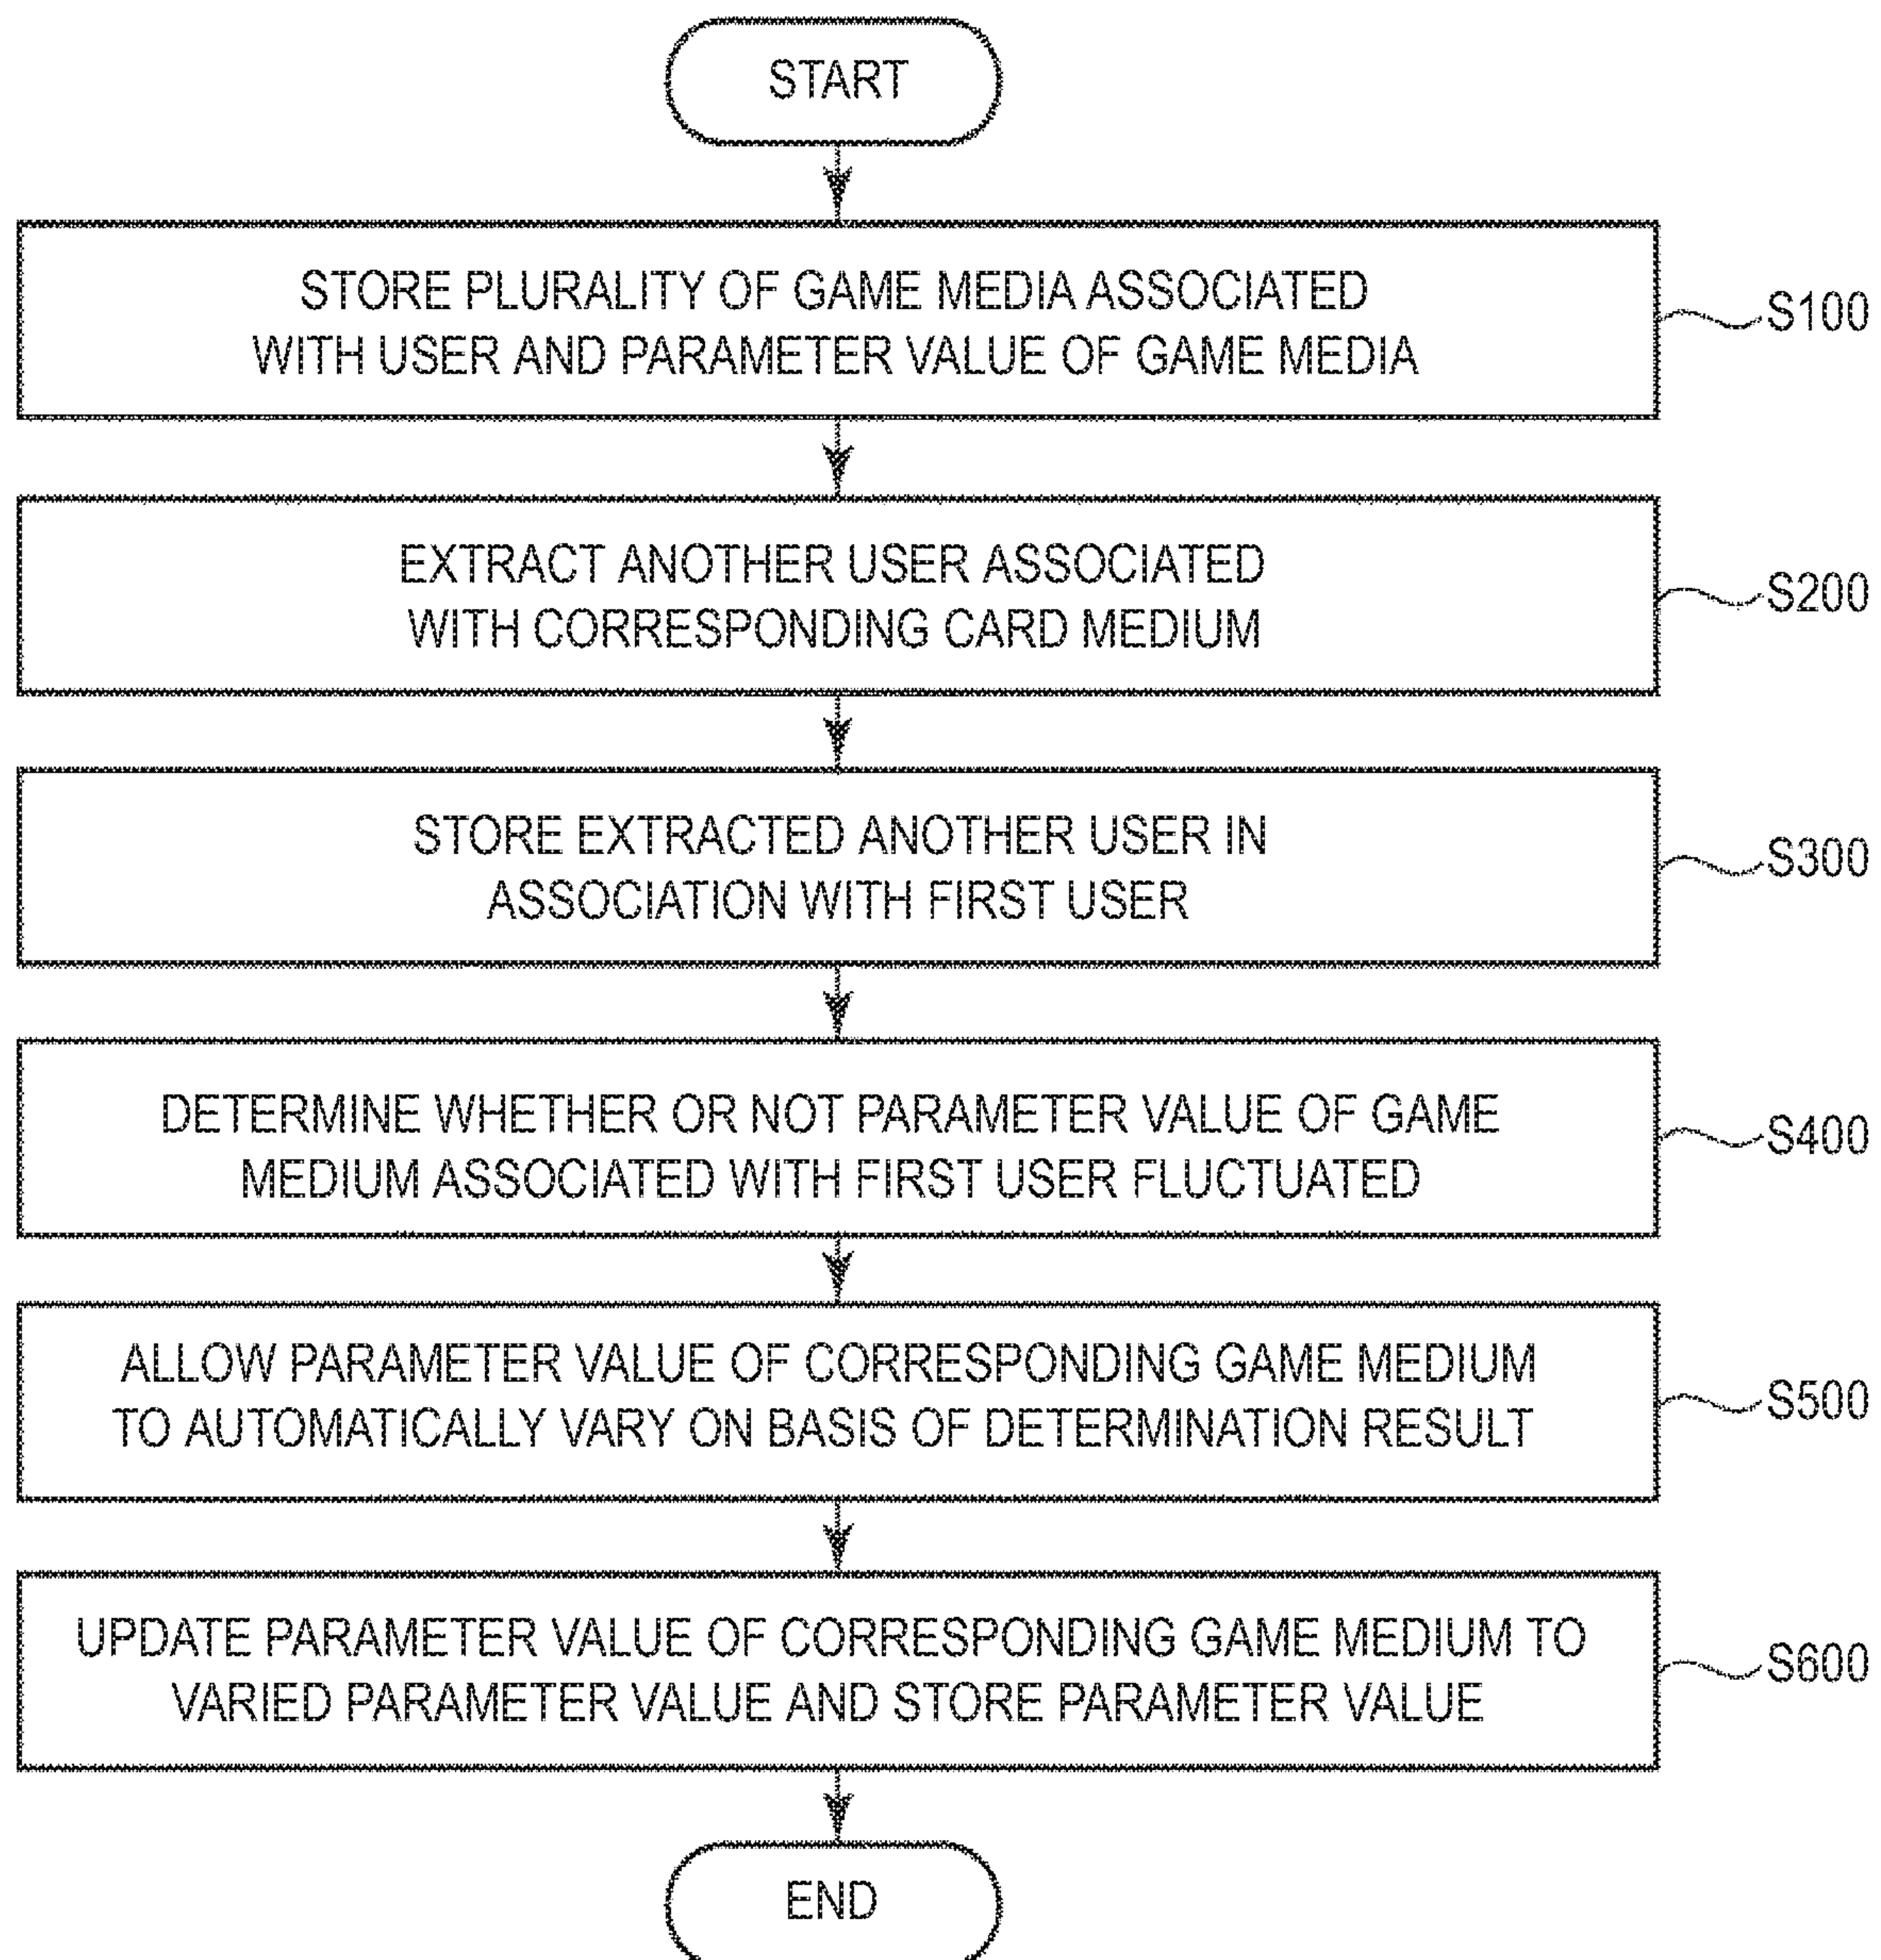 START
STORE PLURALITY OF GAME MEDIA ASSOCIATED
WITH USER AND PARAMETER VALUE OF GAME MEDIA
S100
EXTRACT ANOTHER USER ASSOCIATED
WITH CORRESPONDING CARD MEDIUM
S200
STORE EXTRACTED ANOTHER USER IN
ASSOCIATION WITH FIRST USER
S300
DETERMINE WHETHER OR NOT PARAMETER VALUE OF GAME
MEDIUM ASSOCIATED WITH FIRST USER FLUCTUATED
S400
ALLOW PARAMETER VALUE OF CORRESPONDING GAME MEDIUM
TO AUTOMATICALLY VARY ON BASIS OF DETERMINATION RESULT
S500
UPDATE PARAMETER VALUE OF CORRESPONDING GAME MEDIUM TO
VARIED PARAMETER VALUE AND STORE PARAMETER VALUE
S600
END